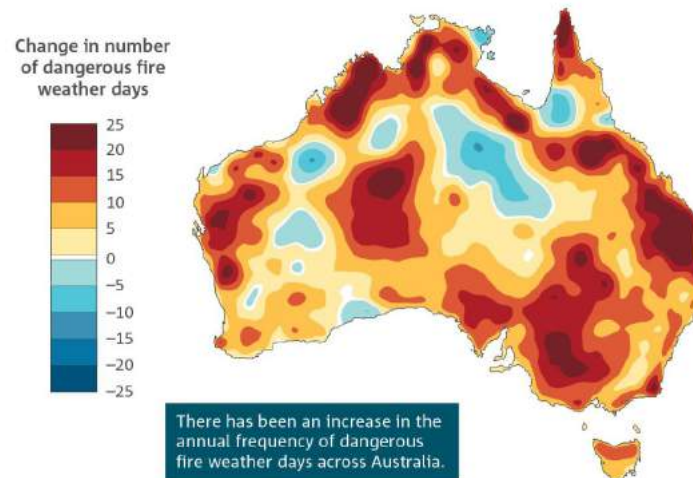 Change in number
of dangerous fire
weather days
25
20
15
10
5
0
−5
−10
−15
−20
−25
There has been an increase in the
annual frequency of dangerous
fire weather days across Australia.